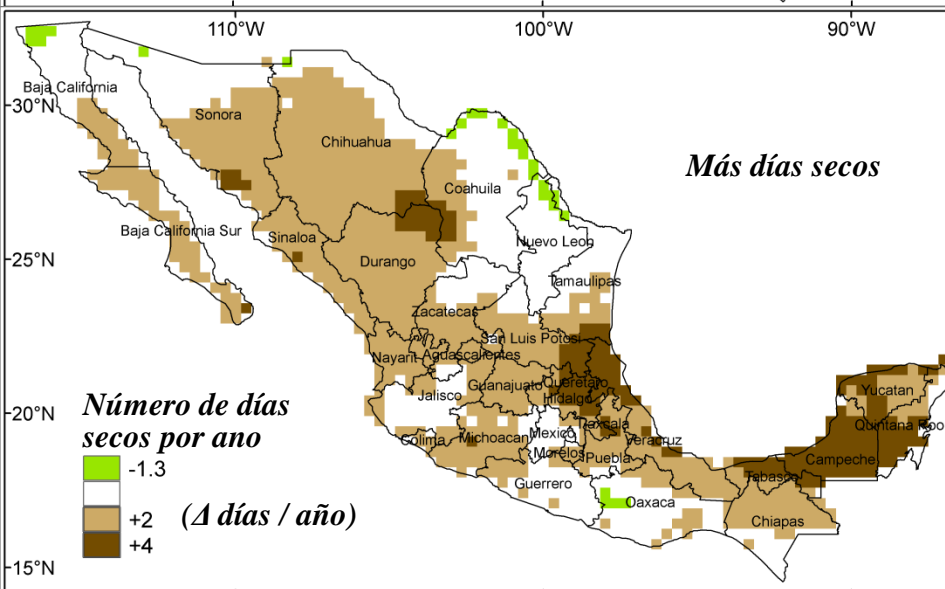 110°W 100°W 90°W
Baja California
30°N
Sonora
Chihuahua
Más días secos
Coahuila
Baja California Sur
Sinaloa
Nuevo Leon
25°N
Durango
Tamaulipas
Zacatecas
San Luis Potosi
Nayarit
Aguascalientes
Guanajuato
Queretaro
Yucatan
Jalisco
Hidalgo
Número de días
secos por ano
20°N
Tlaxcala
Quintana Roo
Colima
Michoacan
Mexico
Veracruz
Morelos
Puebla
Campeche
-1.3
Tabasco
Guerrero
Oaxaca
+2
(Δ días / año)
Chiapas
+4
15°N